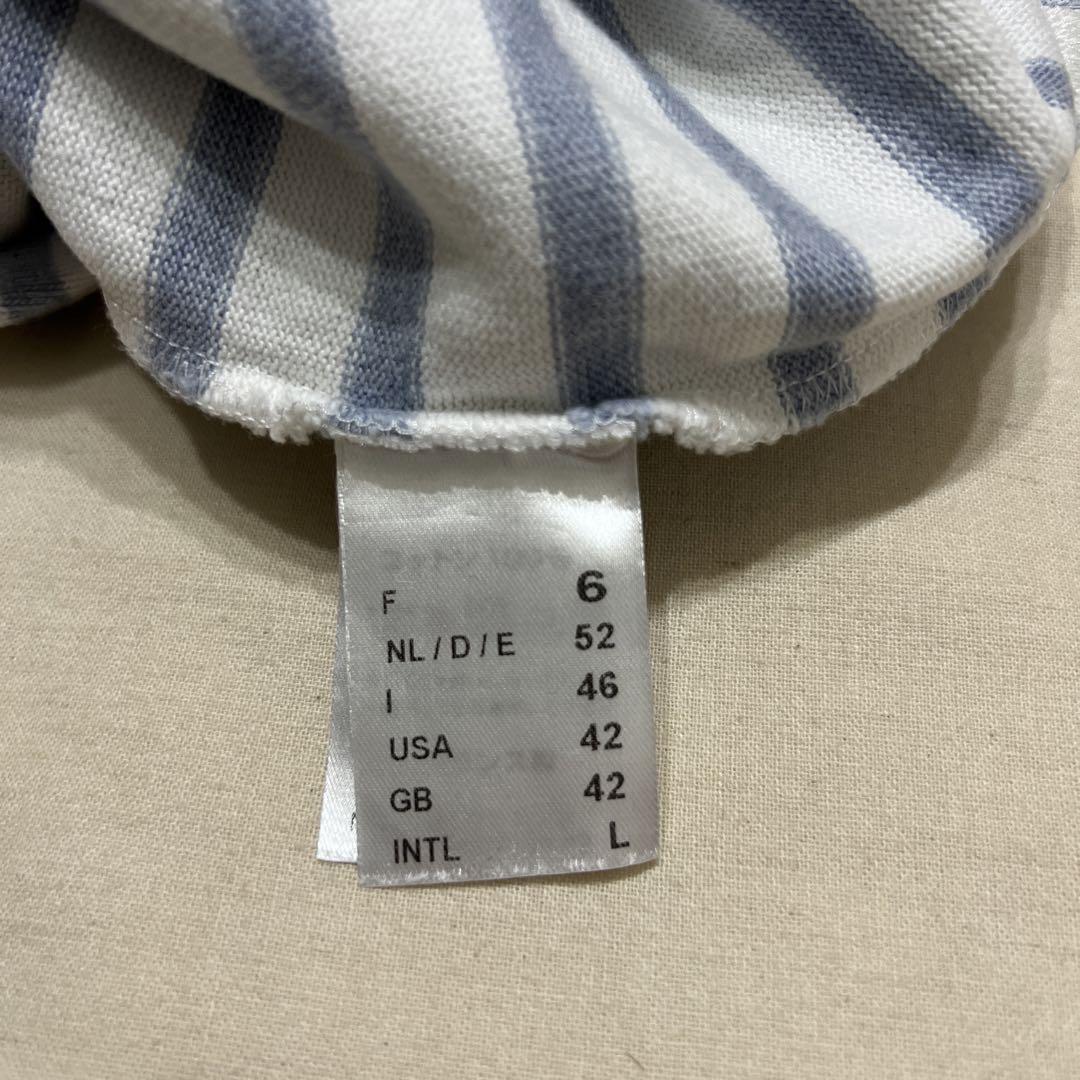 F 6
NL / D / E 52
I 46
USA 42
GB 42
INTL L